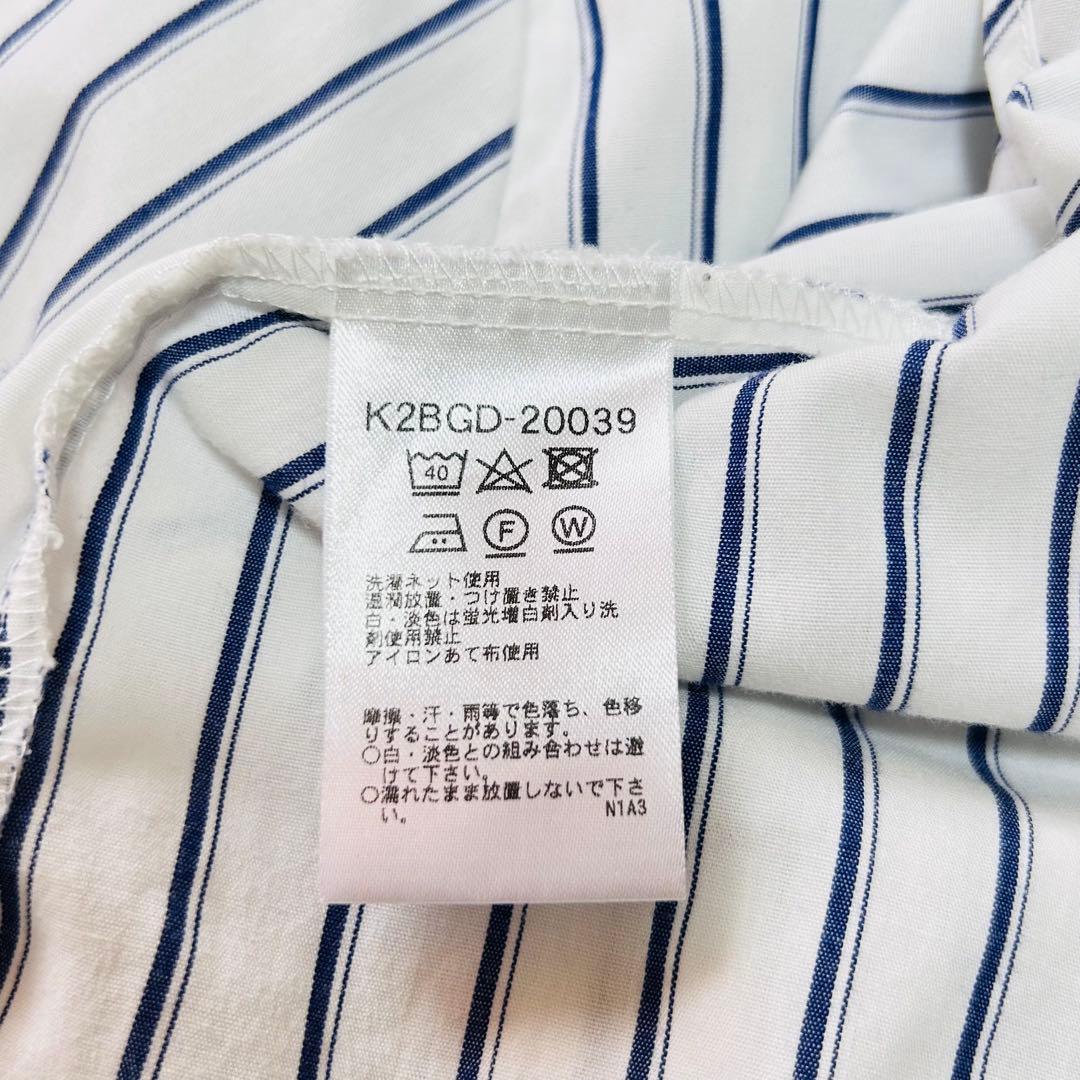 K2BGD-20039
40
F W
洗濯ネット使用
湿潤放置・つけ置き禁止
白・淡色は蛍光増白剤入り洗
剤使用禁止
アイロンあて布使用
摩擦・汗・雨等で色落ち、色移
りすることがあります。
○白・淡色との組み合わせは避
けて下さい。
○濡れたまま放置しないで下さ
い。
N1A3